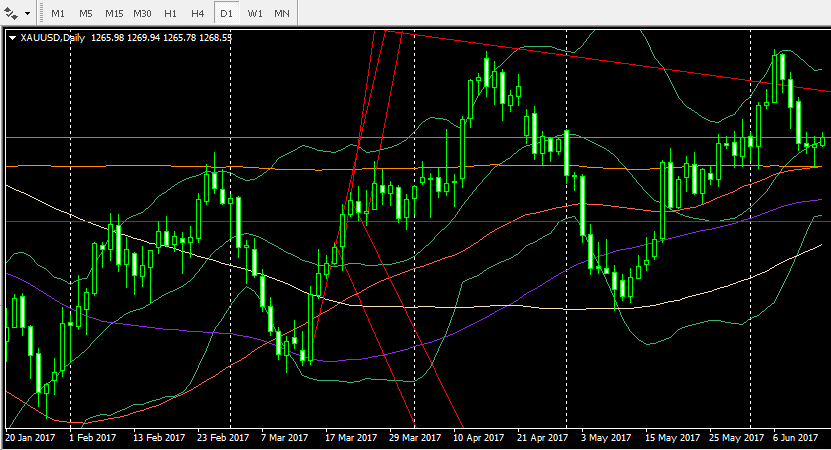 M1 M5 M15 M30 H1 H4 D1 W1 MN
XAUUSD,Daily 1265.98 1269.94 1265.78 1268.55
20 Jan 2017 1 Feb 2017 13 Feb 2017 23 Feb 2017 7 Mar 2017 17 Mar 2017 29 Mar 2017 10 Apr 2017 21 Apr 2017 3 May 2017 15 May 2017 25 May 2017 6 Jun 2017